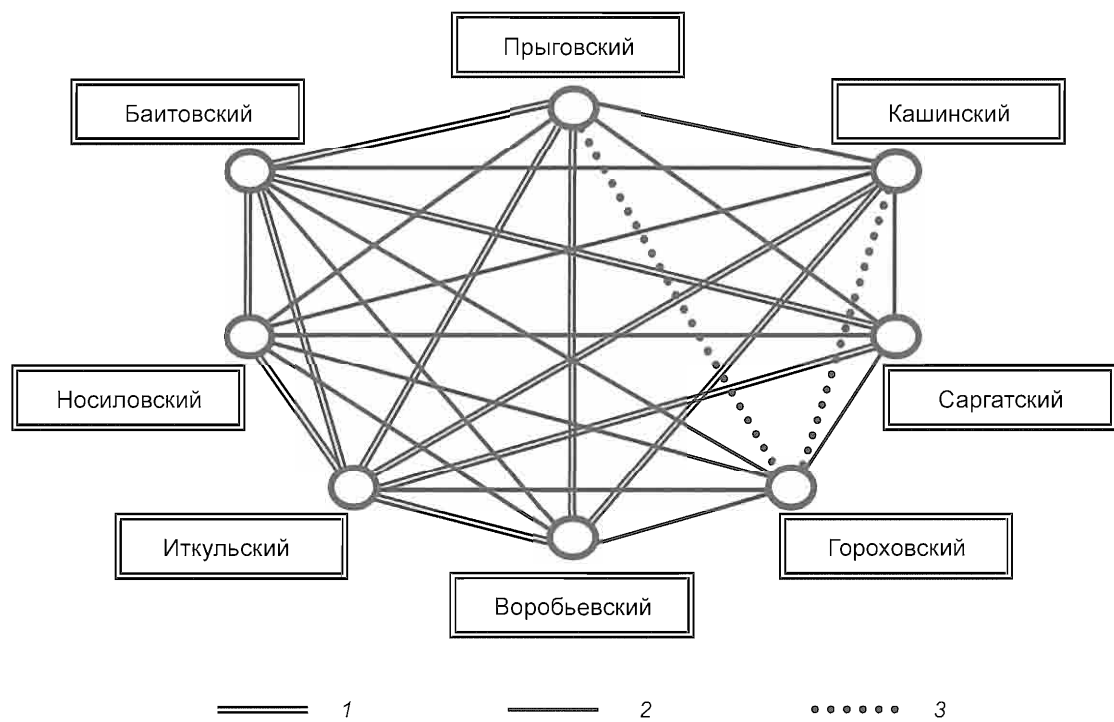 Прыговский
Баитовский
Кашинский
Носиловский
Саргатский
Иткульский
Гороховский
Воробьевский
1 2 3